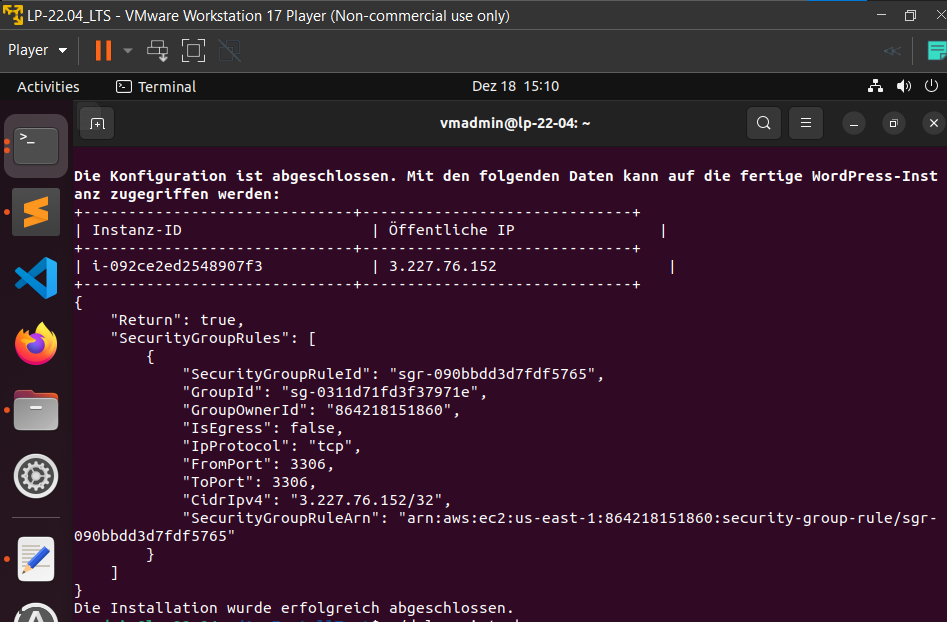 LP-22.04_LTS - VMware Workstation 17 Player (Non-commercial use only)
Player
Activities
Terminal
Dez 18 15:10
vmadmin@lp-22-04: ~
Die Konfiguration ist abgeschlossen. Mit den folgenden Daten kann auf die fertige WordPress-Inst
anz zugegriffen werden:
+-------------------------------+------------------------------+
| Instanz-ID | Öffentliche IP |
+-------------------------------+------------------------------+
| i-092ce2ed2548907f3 | 3.227.76.152 |
+-------------------------------+------------------------------+
{
"Return": true,
"SecurityGroupRules": [
{
"SecurityGroupRuleId": "sgr-090bbdd3d7fdf5765",
"GroupId": "sg-0311d71fd3f37971e",
"GroupOwnerId": "864218151860",
"IsEgress": false,
"IpProtocol": "tcp",
"FromPort": 3306,
"ToPort": 3306,
"CidrIpv4": "3.227.76.152/32",
"SecurityGroupRuleArn": "arn:aws:ec2:us-east-1:864218151860:security-group-rule/sgr-
090bbdd3d7fdf5765"
}
]
}
Die Installation wurde erfolgreich abgeschlossen.